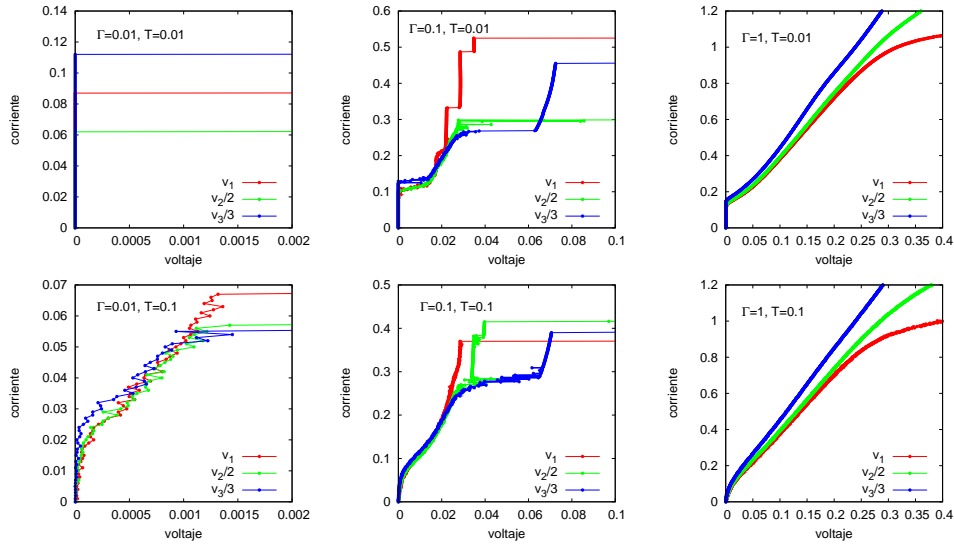 Γ=0.01, T=0.01
corriente
0.14
0.12
0.1
0.08
0.06
0.04
0.02
0
v1
v2/2
v3/3
0 0.0005 0.001 0.0015 0.002
voltaje
Γ=0.1, T=0.01
corriente
0.6
0.5
0.4
0.3
0.2
0.1
0
v1
v2/2
v3/3
0 0.02 0.04 0.06 0.08 0.1
voltaje
Γ=1, T=0.01
corriente
1.2
1
0.8
0.6
0.4
0.2
0
v1
v2/2
v3/3
0 0.05 0.1 0.15 0.2 0.25 0.3 0.35 0.4
voltaje
Γ=0.01, T=0.1
corriente
0.07
0.06
0.05
0.04
0.03
0.02
0.01
0
v1
v2/2
v3/3
0 0.0005 0.001 0.0015 0.002
voltaje
Γ=0.1, T=0.1
corriente
0.5
0.4
0.3
0.2
0.1
0
v1
v2/2
v3/3
0 0.02 0.04 0.06 0.08 0.1
voltaje
Γ=1, T=0.1
corriente
1.2
1
0.8
0.6
0.4
0.2
0
v1
v2/2
v3/3
0 0.05 0.1 0.15 0.2 0.25 0.3 0.35 0.4
voltaje